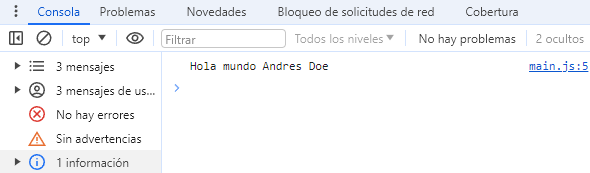 Consola Problemas Novedades Bloqueo de solicitudes de red Cobertura
top Filtrar Todos los niveles No hay problemas 2 ocultos
3 mensajes
3 mensajes de us...
No hay errores
Sin advertencias
1 información
Hola mundo Andres Doe main.js:5
>